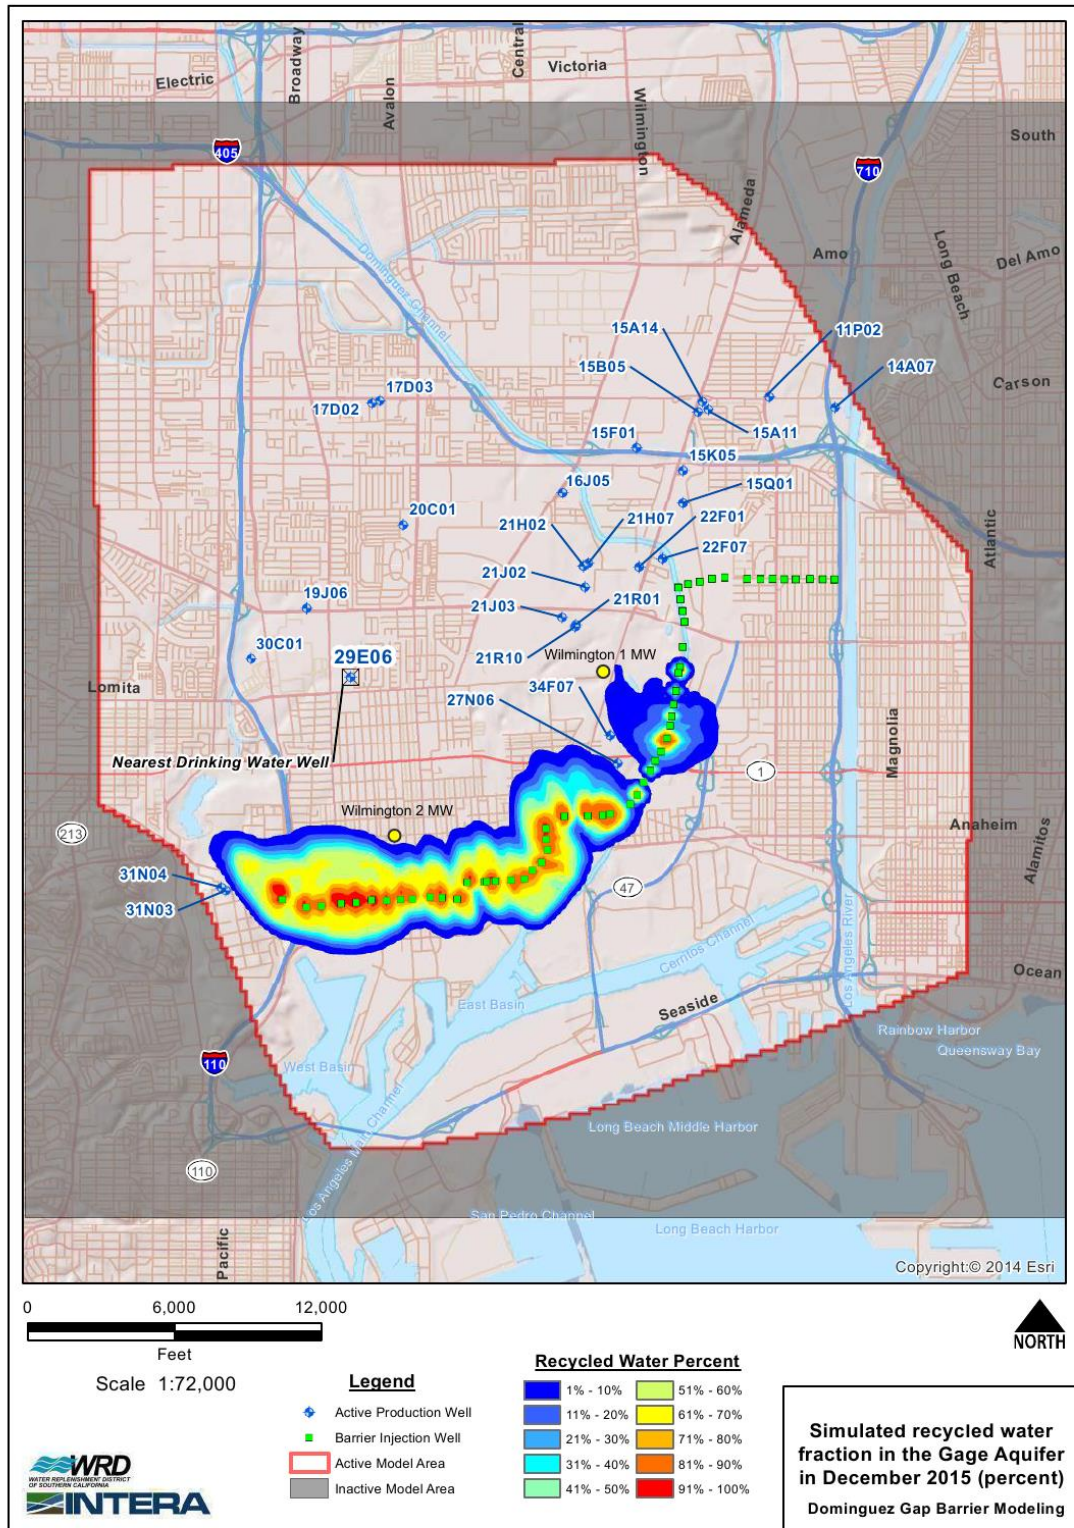 Electric
Broadway
Avalon
Central
Victoria
Wilmington
South
405
710
Alameda
Amo
Long Beach
Del Amo
Dominguez Channel
15A14
11P02
15B05
14A07
Carson
17D03
17D02
15A11
15F01
15K05
16J05
15Q01
20C01
21H02
21H07
22F01
22F07
Atlantic
21J02
19J06
21J03
21R01
30C01
29E06
21R10
Wilmington 1 MW
Lomita
27N06
34F07
Magnolia
Nearest Drinking Water Well
1
Wilmington 2 MW
213
Anaheim
Alamitos
31N04
47
31N03
Cerritos Channel
Los Angeles River
East Basin
Seaside
Ocean
Rainbow Harbor
Queensway Bay
110
West Basin
Los Angeles Main Channel
Long Beach Middle Harbor
110
San Pedro Channel
Long Beach Harbor
Pacific
Copyright:© 2014 Esri
0 6,000 12,000
Feet
Scale 1:72,000
NORTH
Legend
Active Production Well
Barrier Injection Well
Active Model Area
Inactive Model Area
Recycled Water Percent
1% - 10% 51% - 60%
11% - 20% 61% - 70%
21% - 30% 71% - 80%
31% - 40% 81% - 90%
41% - 50% 91% - 100%
WRD
WATER REPLENISHMENT DISTRICT
OF SOUTHERN CALIFORNIA
INTERA
Simulated recycled water
fraction in the Gage Aquifer
in December 2015 (percent)
Dominguez Gap Barrier Modeling